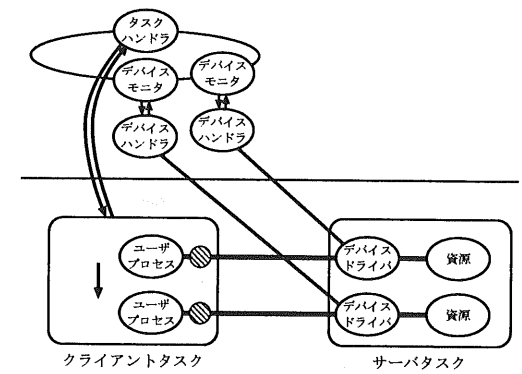 タスク
ハンドラ
デバイス
モニタ
デバイス
モニタ
デバイス
ハンドラ
デバイス
ハンドラ
ユーザ
プロセス
デバイス
ドライバ
資源
ユーザ
プロセス
デバイス
ドライバ
資源
クライアントタスク
サーバタスク